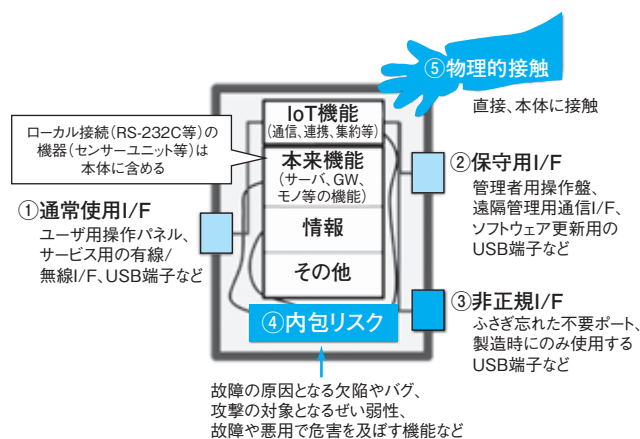 ⑤物理的接触
直接、本体に接触
IoT機能
(通信、連携、集約等)
ローカル接続(RS-232C等)の
機器(センサーユニット等)は
本体に含める
本来機能
(サーバ、GW、
モノ等の機能)
情報
その他
①通常使用I/F
ユーザ用操作パネル、
サービス用の有線/
無線I/F、USB端子など
②保守用I/F
管理者用操作盤、
遠隔管理用通信I/F、
ソフトウェア更新用の
USB端子など
③非正規I/F
ふさぎ忘れた不要ポート、
製造時にのみ使用する
USB端子など
④内包リスク
故障の原因となる欠陥やバグ、
攻撃の対象となるぜい弱性、
故障や悪用で危害を及ぼす機能など